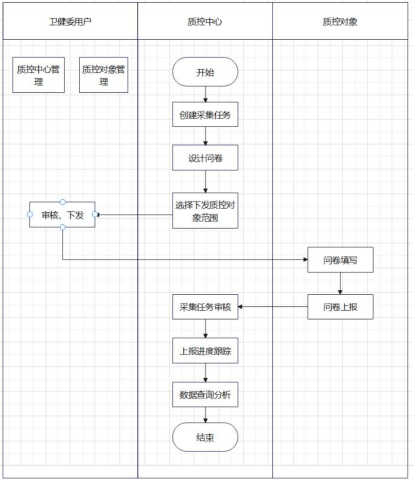 卫健委用户
质控中心
质控对象
质控中心管
理
质控对象管
理
开始
创建采集任务
设计问卷
选择下发质控对
象范围
审核、下发
问卷填写
问卷上报
采集任务审核
上报进度跟踪
数据查询分析
结束